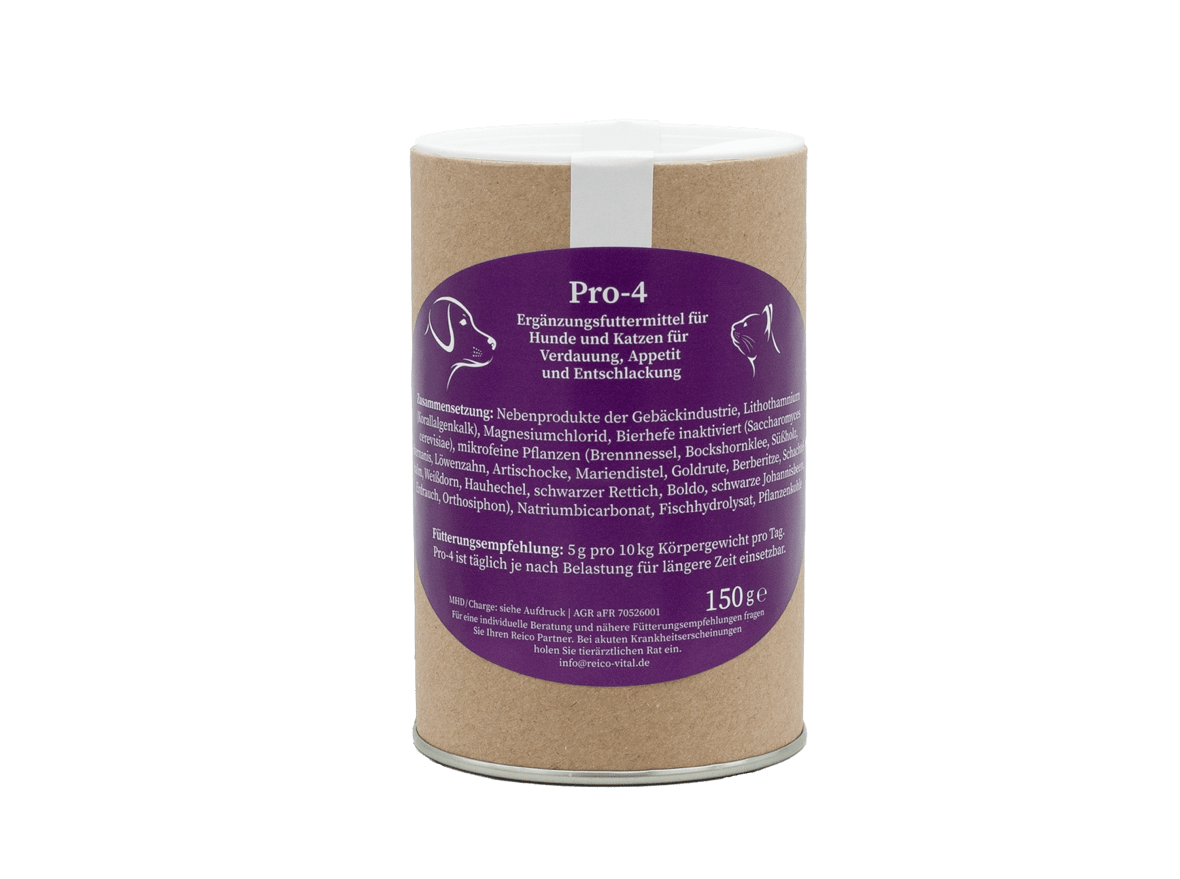 Pro-4
Ergänzungsfuttermittel für
Hunde und Katzen für
Verdauung, Appetit
und Entschlackung
Zusammensetzung: Nebenprodukte der Gebäckindustrie, Lithothamnium
(Korallalgenkalk), Magnesiumchlorid, Bierhefe inaktiviert (Saccharomyces
cerevisiae), mikrofeine Pflanzen (Brennnessel, Bockshornklee, Süßholz,
Löwenzahn, Artischocke, Mariendistel, Goldrute, Berberitze,
Weißdorn, Hauhechel, schwarzer Rettich, Boldo, schwarze Johannisbeere,
Orthosiphon), Natriumbicarbonat, Fischhydrolysat, Pflanzenkohle
Fütterungsempfehlung: 5 g pro 10 kg Körpergewicht pro Tag.
Pro-4 ist täglich je nach Belastung für längere Zeit einsetzbar.
150 g ℮
MHD/Charge: siehe Aufdruck | AGR aFR 70526001
Für eine individuelle Beratung und nähere Fütterungsempfehlungen fragen
Sie Ihren Reico Partner. Bei akuten Krankheitserscheinungen
holen Sie tierärztlichen Rat ein.
info@reico-vital.de